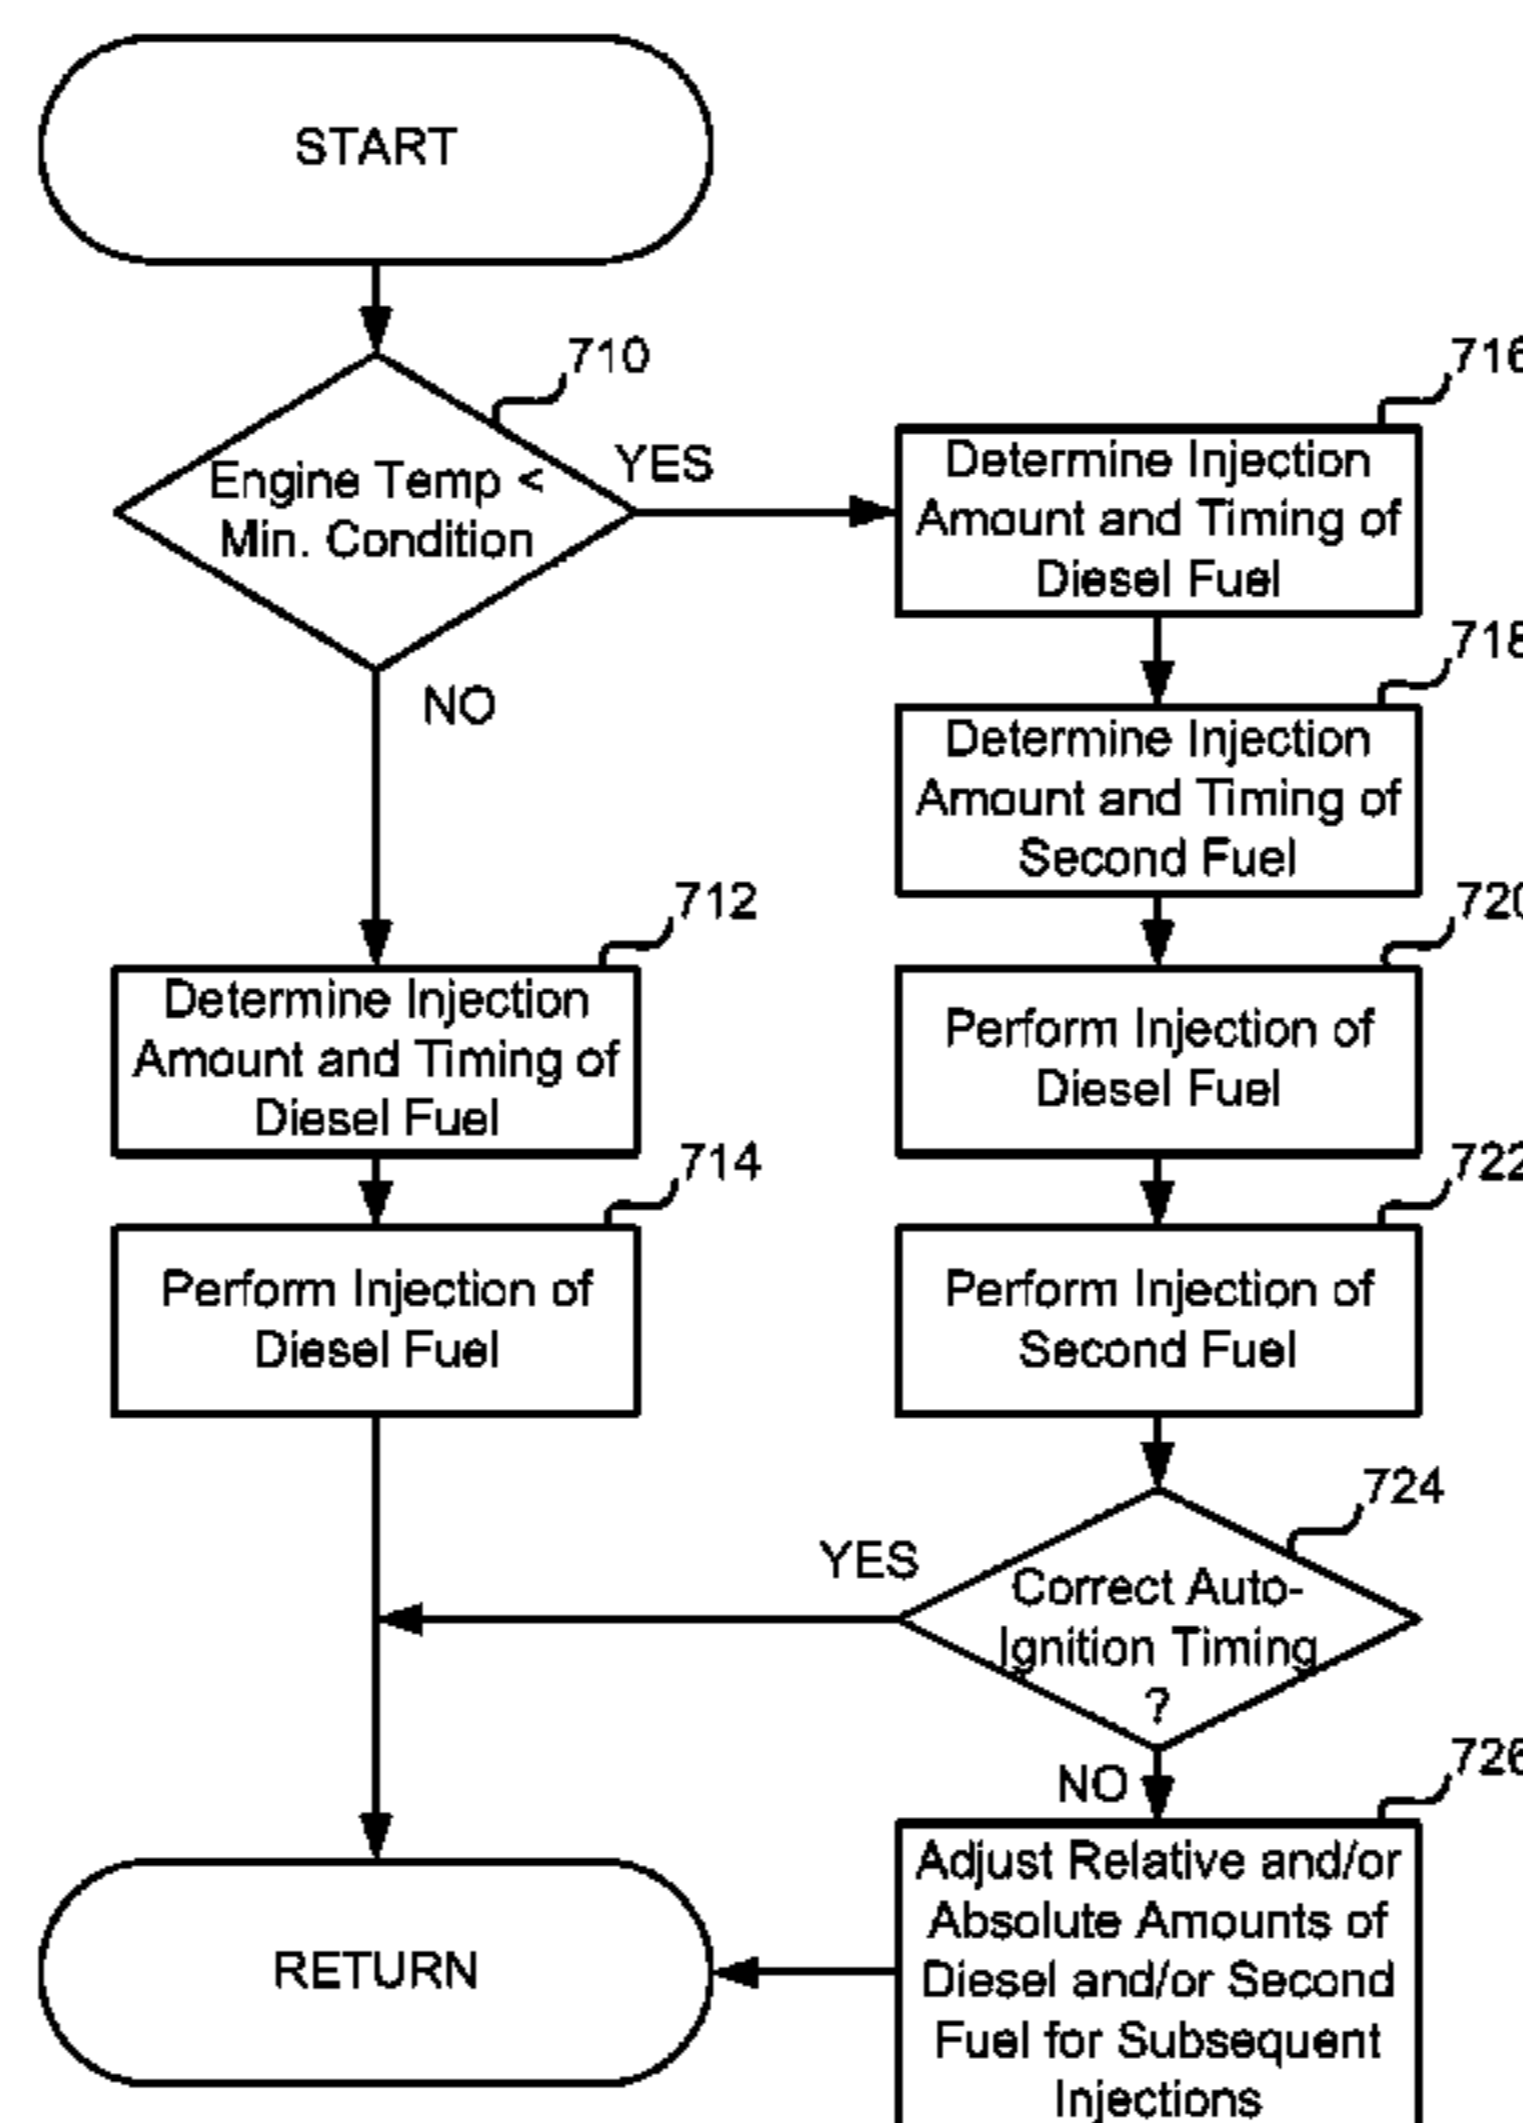 START
710
Engine Temp <
Min. Condition
YES
NO
716
Determine Injection
Amount and Timing of
Diesel Fuel
718
Determine Injection
Amount and Timing of
Second Fuel
712
Determine Injection
Amount and Timing of
Diesel Fuel
720
Perform Injection of
Diesel Fuel
714
Perform Injection of
Diesel Fuel
722
Perform Injection of
Second Fuel
724
Correct Auto-
Ignition Timing
?
YES
NO
726
Adjust Relative and/or
Absolute Amounts of
Diesel and/or Second
Fuel for Subsequent
Injections
RETURN